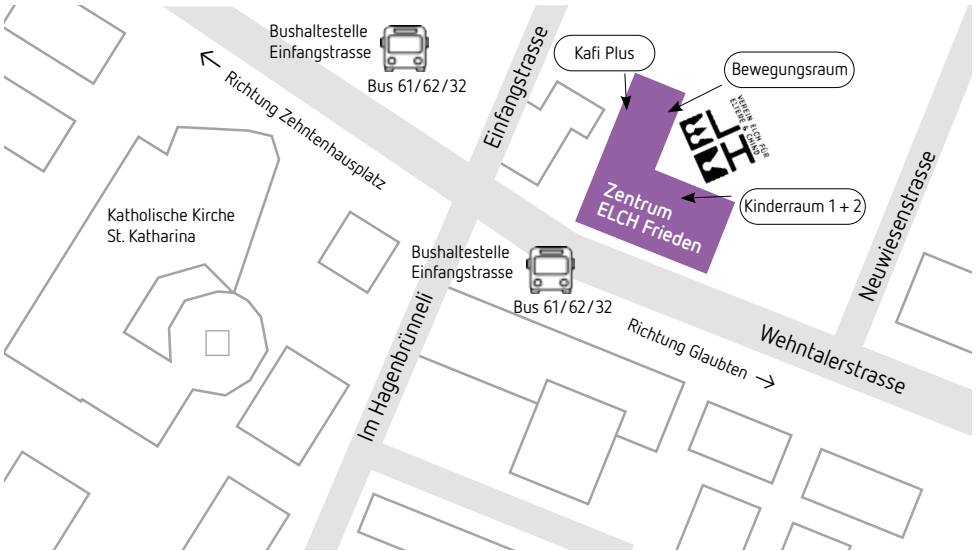 Bushaltestelle
Einfangstrasse
Bus 61/62/32
Richtung Zehntenhausplatz
Einfangstrasse
Kafi Plus
Bewegungsraum
VEREIN ELCH FÜR
ELTERE & CHIND
Zentrum
ELCH Frieden
Kinderraum 1 + 2
Neuwiesenstrasse
Katholische Kirche
St. Katharina
Bushaltestelle
Einfangstrasse
Bus 61/62/32
Im Hagenbrünneli
Richtung Glaubten
Wehntalerstrasse